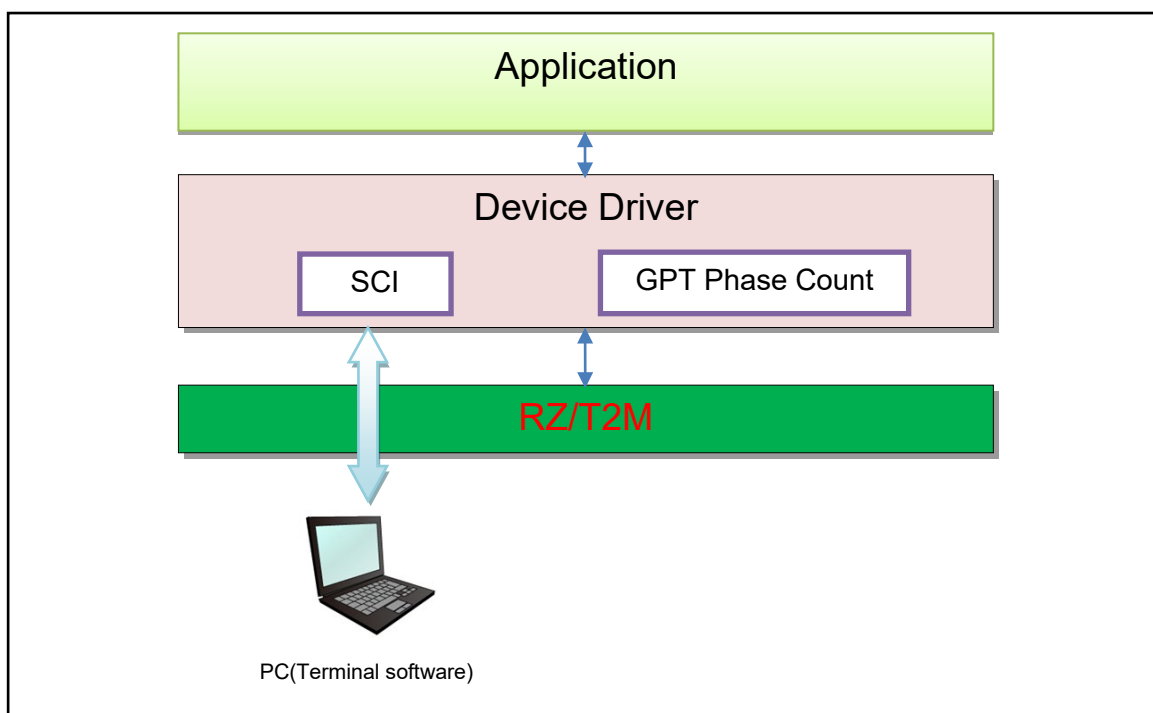 Application
Device Driver
SCI
GPT Phase Count
RZ/T2M
PC(Terminal software)